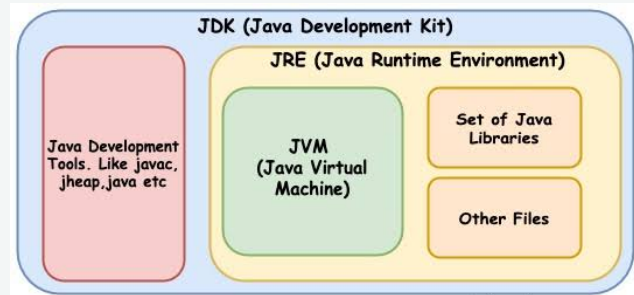 JDK (Java Development Kit)
JRE (Java Runtime Environment)
Java Development
Tools. Like javac,
jheap,java etc
JVM
(Java Virtual
Machine)
Set of Java
Libraries
Other Files